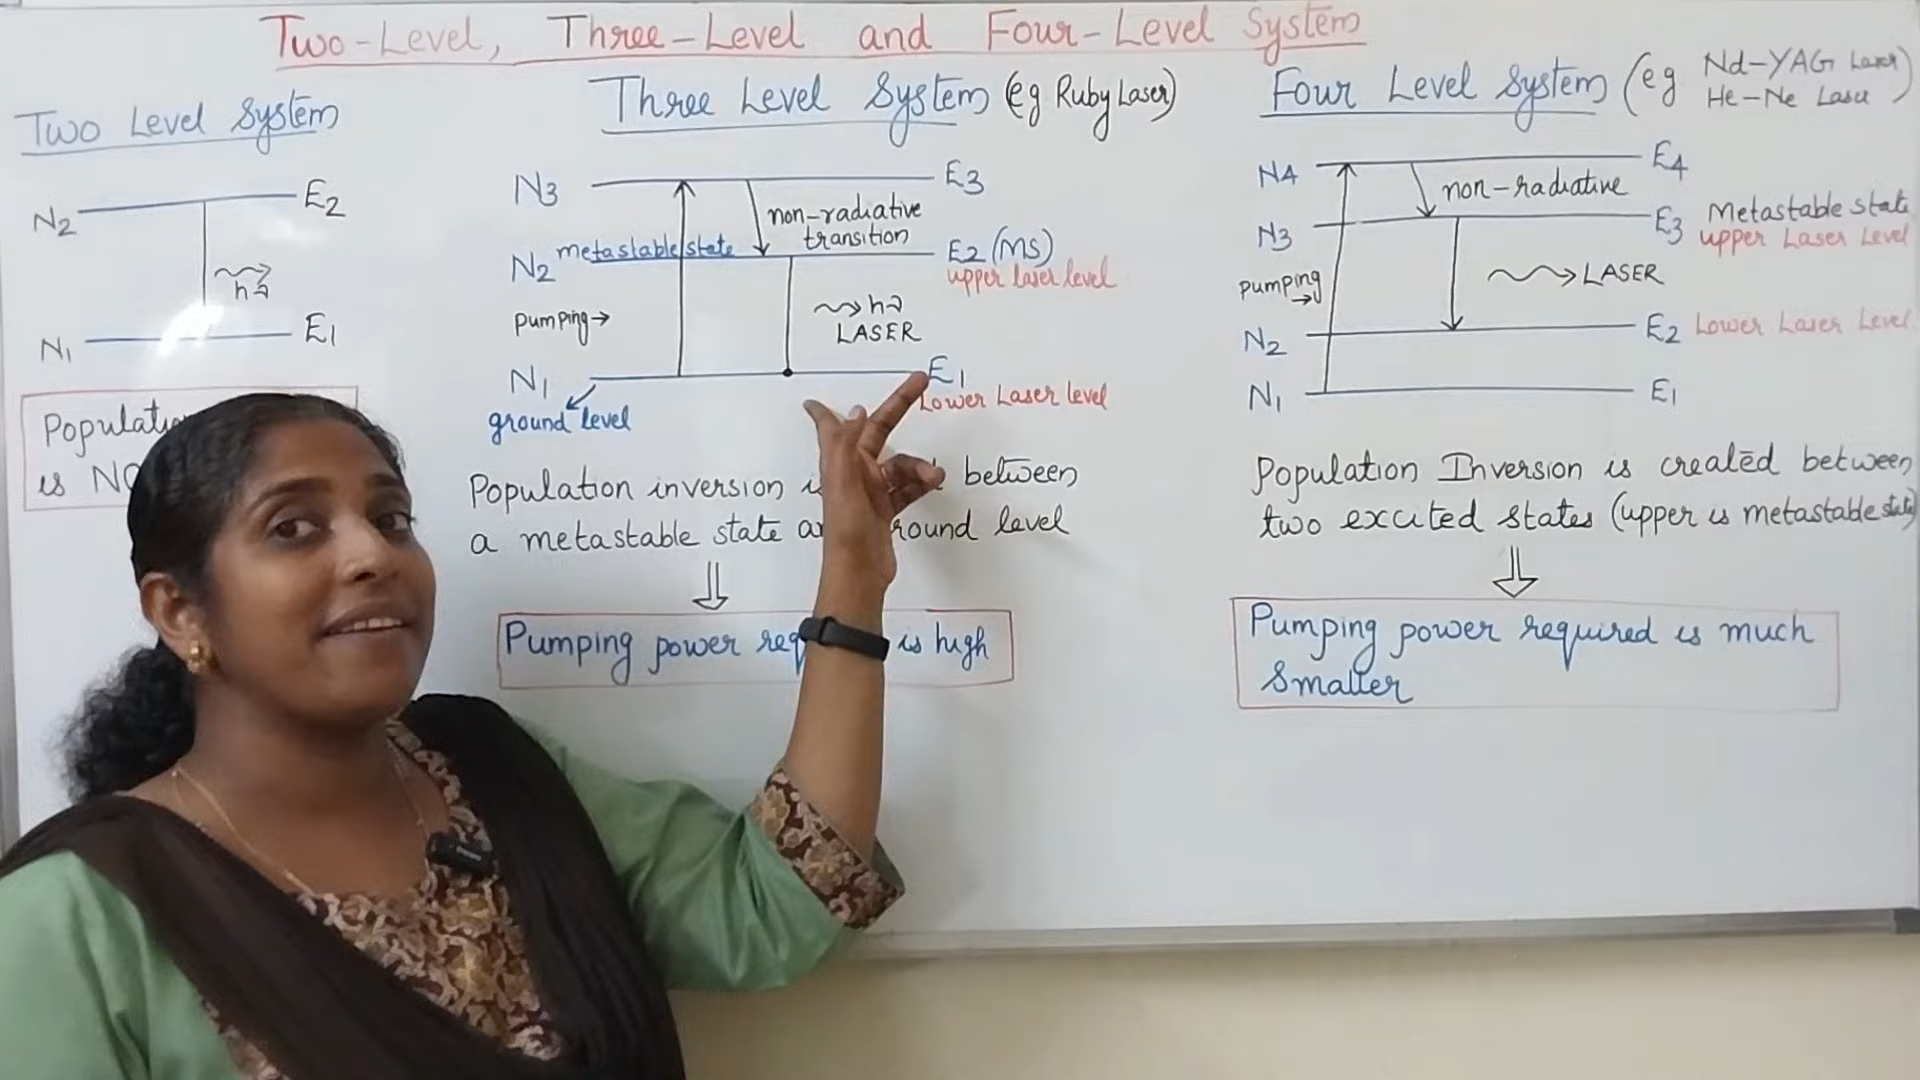 Two-Level, Three-Level and Four-Level System
Two Level System
N2
E2
hν
N1
E1
is
Three Level System (eg Ruby Laser)
N3
E3
non-radiative
transition
N2 metastable state
E2 (MS)
upper laser level
pumping→
hν
LASER
N1
E1
ground level
Lower Laser level
Population inversion between
a metastable state ground level
⇓
Pumping power is high
Four Level System (eg Nd-YAG Laser
He-Ne Laser)
N4
E4
non-radiative
N3
E3 Metastable state
upper Laser Level
pumping
→
LASER
N2
E2 Lower Laser Level
N1
E1
Population Inversion is created between
two excited states (upper is metastable state)
⇓
Pumping power required is much
smaller